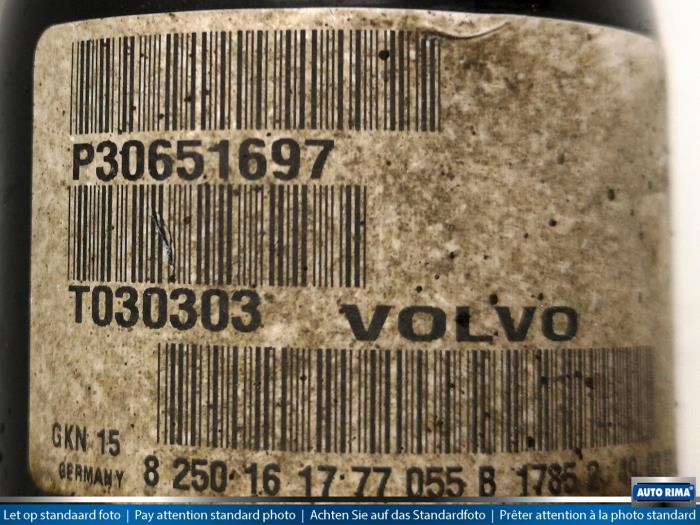 P30651697
T030303 VOLVO
GKN 15
GERMANY 8 250 16 17 77 055 B 1785 2
AUTO RIMA
Let op standaard foto | Pay attention standard photo | Achten Sie auf das Standardfoto | Prêter attention à la photo standard